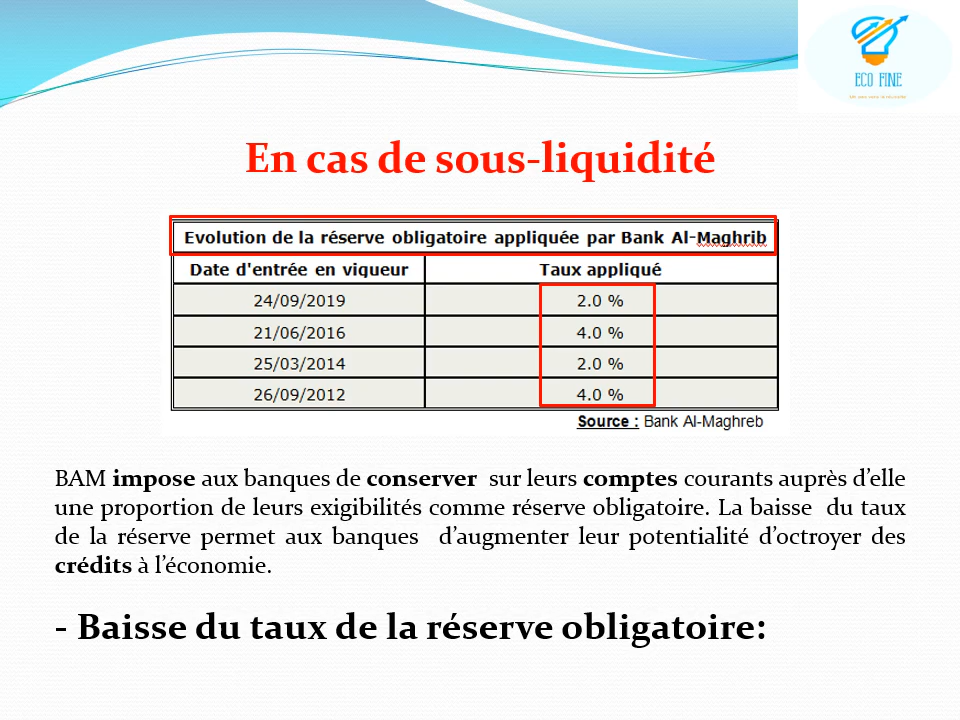 ECO FINE
En cas de sous-liquidité
Evolution de la réserve obligatoire appliquée par Bank Al-Maghrib
Date d'entrée en vigueur Taux appliqué
24/09/2019 2.0 %
21/06/2016 4.0 %
25/03/2014 2.0 %
26/09/2012 4.0 %
Source : Bank Al-Maghreb
BAM impose aux banques de conserver sur leurs comptes courants auprès d’elle
une proportion de leurs exigibilités comme réserve obligatoire. La baisse du taux
de la réserve permet aux banques d’augmenter leur potentialité d’octroyer des
crédits à l’économie.
- Baisse du taux de la réserve obligatoire: